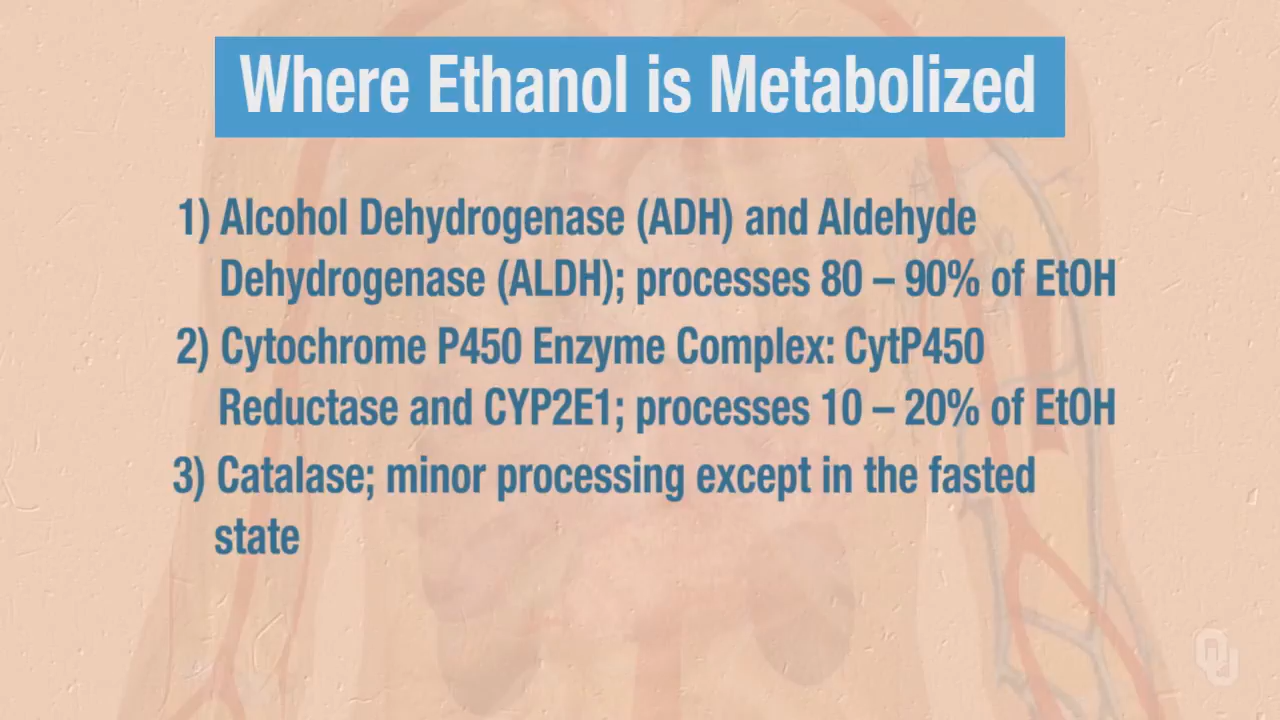 Where Ethanol is Metabolized
1) Alcohol Dehydrogenase (ADH) and Aldehyde
Dehydrogenase (ALDH); processes 80 – 90% of EtOH
2) Cytochrome P450 Enzyme Complex: CytP450
Reductase and CYP2E1; processes 10 – 20% of EtOH
3) Catalase; minor processing except in the fasted
state
OU